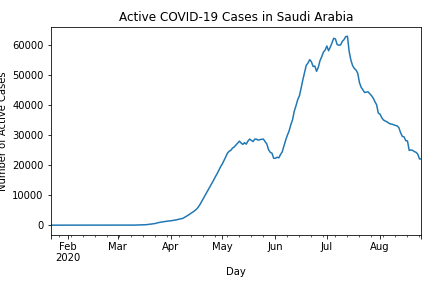 Active COVID-19 Cases in Saudi Arabia
Number of Active Cases
60000
50000
40000
30000
20000
10000
0
Feb
2020
Mar
Apr
May
Jun
Jul
Aug
Day